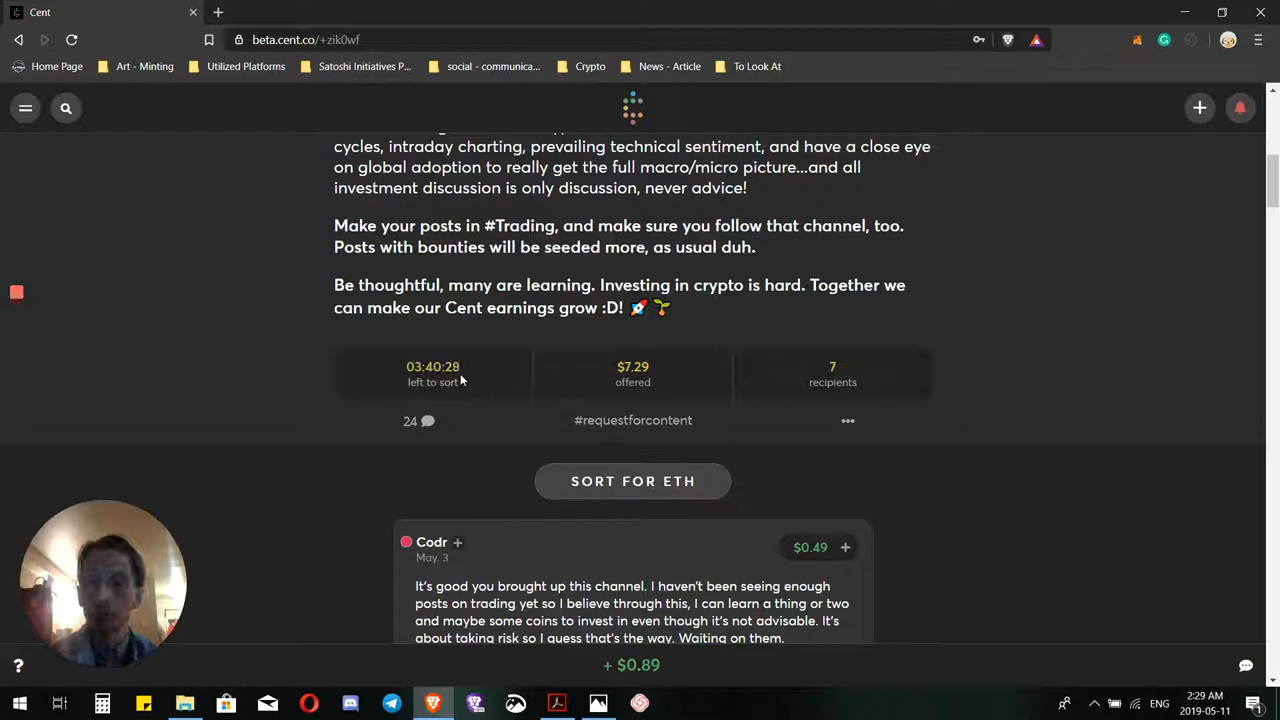 Cent
beta.cent.co/+zik0wf
Home Page
Art - Minting
Utilized Platforms
Satoshi Initiatives P...
social - communica...
Crypto
News - Article
To Look At
cycles, intraday charting, prevailing technical sentiment, and have a close eye
on global adoption to really get the full macro/micro picture...and all
investment discussion is only discussion, never advice!
Make your posts in #Trading, and make sure you follow that channel, too.
Posts with bounties will be seeded more, as usual duh.
Be thoughtful, many are learning. Investing in crypto is hard. Together we
can make our Cent earnings grow :D! 🚀🌱
03:40:28
left to sort
$7.29
offered
7
recipients
24
#requestforcontent
SORT FOR ETH
Codr +
May. 3
$0.49 +
It's good you brought up this channel. I haven't been seeing enough
posts on trading yet so I believe through this, I can learn a thing or two
and maybe some coins to invest in even though it's not advisable. It's
about taking risk so I guess that's the way. Waiting on them.
?
+ $0.89
ENG
2:29 AM
2019-05-11
1